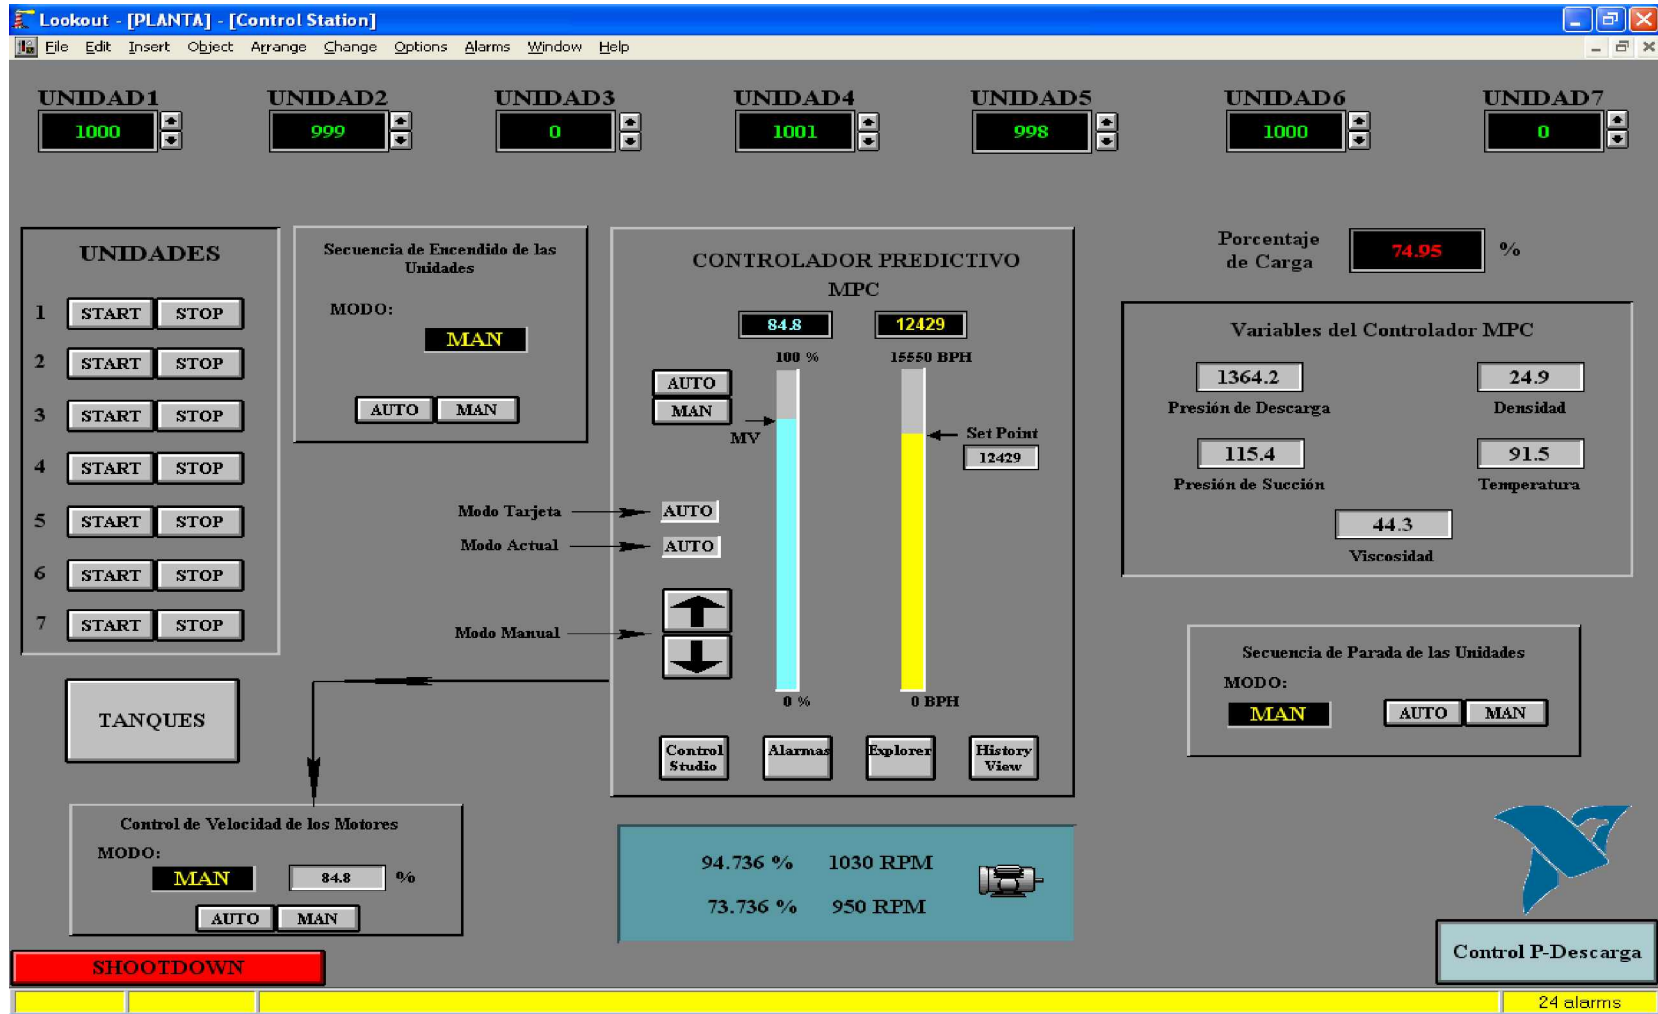 Lookout - [PLANTA] - [Control Station]
File Edit Insert Object Arrange Change Options Alarms Window Help
UNIDAD1 UNIDAD2 UNIDAD3 UNIDAD4 UNIDAD5 UNIDAD6 UNIDAD7
1000 999 0 1001 998 1000 0
UNIDADES
1 START STOP
2 START STOP
3 START STOP
4 START STOP
5 START STOP
6 START STOP
7 START STOP
Secuencia de Encendido de las
Unidades
MODO:
MAN
AUTO MAN
CONTROLADOR PREDICTIVO
MPC
84.8 12429
100 % 15550 BPH
AUTO
MAN
MV
Set Point
12429
Modo Tarjeta AUTO
Modo Actual AUTO
Modo Manual
0 % 0 BPH
Control
Studio
Alarmas
Explorer
History
View
Porcentaje
de Carga
74.95 %
Variables del Controlador MPC
1364.2 24.9
Presión de Descarga Densidad
115.4 91.5
Presión de Succión Temperatura
44.3
Viscosidad
Secuencia de Parada de las Unidades
MODO:
MAN AUTO MAN
TANQUES
Control de Velocidad de los Motores
MODO:
MAN 84.8 %
AUTO MAN
94.736 % 1030 RPM
73.736 % 950 RPM
Control P-Descarga
SHOOTDOWN
24 alarms